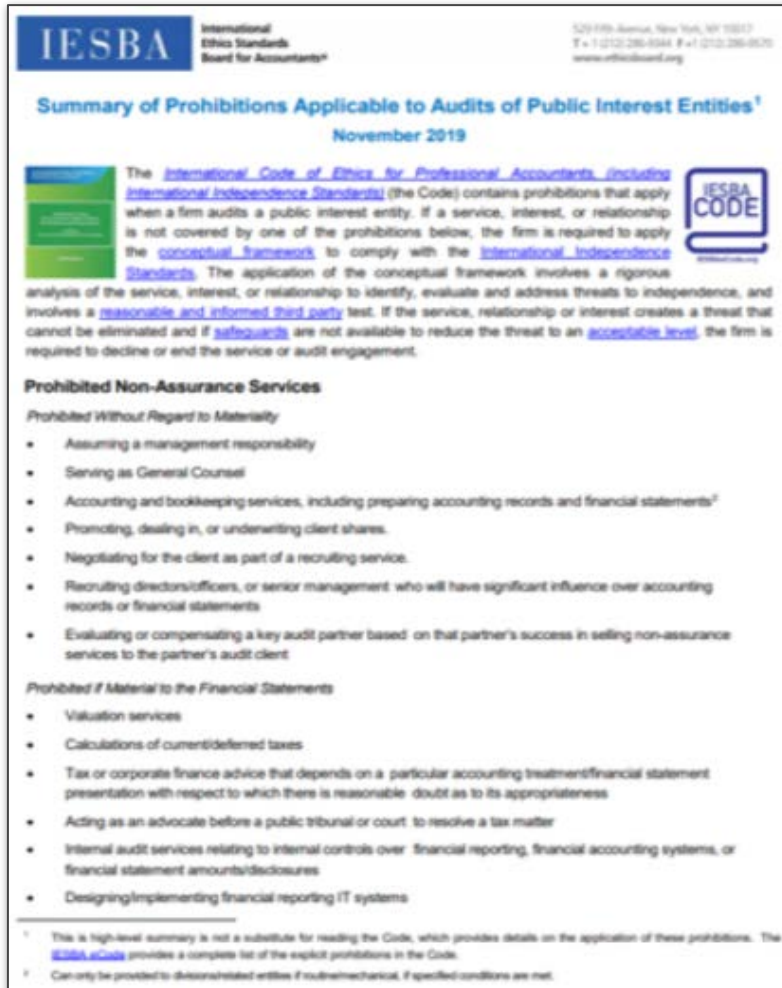 IESBA
International
Ethics Standards
Board for Accountants®
529 Fifth Avenue, New York, NY 10017
T + 1 (212) 286-9344 F +1 (212) 286-9570
www.ethicsboard.org
Summary of Prohibitions Applicable to Audits of Public Interest Entities¹
November 2019
The International Code of Ethics for Professional Accountants (including
International Independence Standards) (the Code) contains prohibitions that apply
when a firm audits a public interest entity. If a service, interest, or relationship
is not covered by one of the prohibitions below, the firm is required to apply
the conceptual framework to comply with the International Independence
Standards. The application of the conceptual framework involves a rigorous
analysis of the service, interest, or relationship to identify, evaluate and address threats to independence, and
involves a reasonable and informed third party test. If the service, relationship or interest creates a threat that
cannot be eliminated and if safeguards are not available to reduce the threat to an acceptable level, the firm is
required to decline or end the service or audit engagement.
IESBA
CODE
Prohibited Non-Assurance Services
Prohibited Without Regard to Materiality
• Assuming a management responsibility
• Serving as General Counsel
• Accounting and bookkeeping services, including preparing accounting records and financial statements²
• Promoting, dealing in, or underwriting client shares.
• Negotiating for the client as part of a recruiting service.
• Recruiting directors/officers, or senior management who will have significant influence over accounting
records or financial statements
• Evaluating or compensating a key audit partner based on that partner's success in selling non-assurance
services to the partner's audit client
Prohibited if Material to the Financial Statements
• Valuation services
• Calculations of current/deferred taxes
• Tax or corporate finance advice that depends on a particular accounting treatment/financial statement
presentation with respect to which there is reasonable doubt as to its appropriateness
• Acting as an advocate before a public tribunal or court to resolve a tax matter
• Internal audit services relating to internal controls over financial reporting, financial accounting systems, or
financial statement amounts/disclosures
• Designing/implementing financial reporting IT systems
¹ This is high-level summary is not a substitute for reading the Code, which provides details on the application of these prohibitions. The
IESBA eCode provides a complete list of the explicit prohibitions in the Code.
² Can only be provided to divisions/related entities if routine/mechanical, if specified conditions are met.